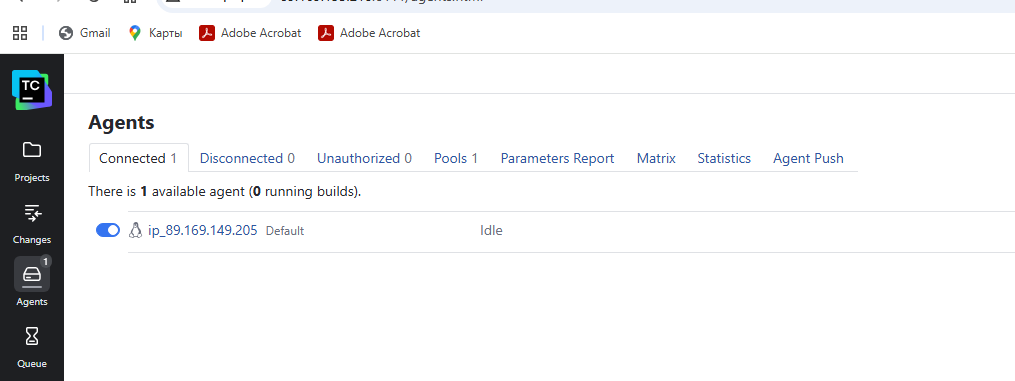 Gmail Карты Adobe Acrobat Adobe Acrobat
TC
Agents
Connected 1 Disconnected 0 Unauthorized 0 Pools 1 Parameters Report Matrix Statistics Agent Push
There is 1 available agent (0 running builds).
ip_89.169.149.205 Default Idle
Projects
Changes
1
Agents
Queue